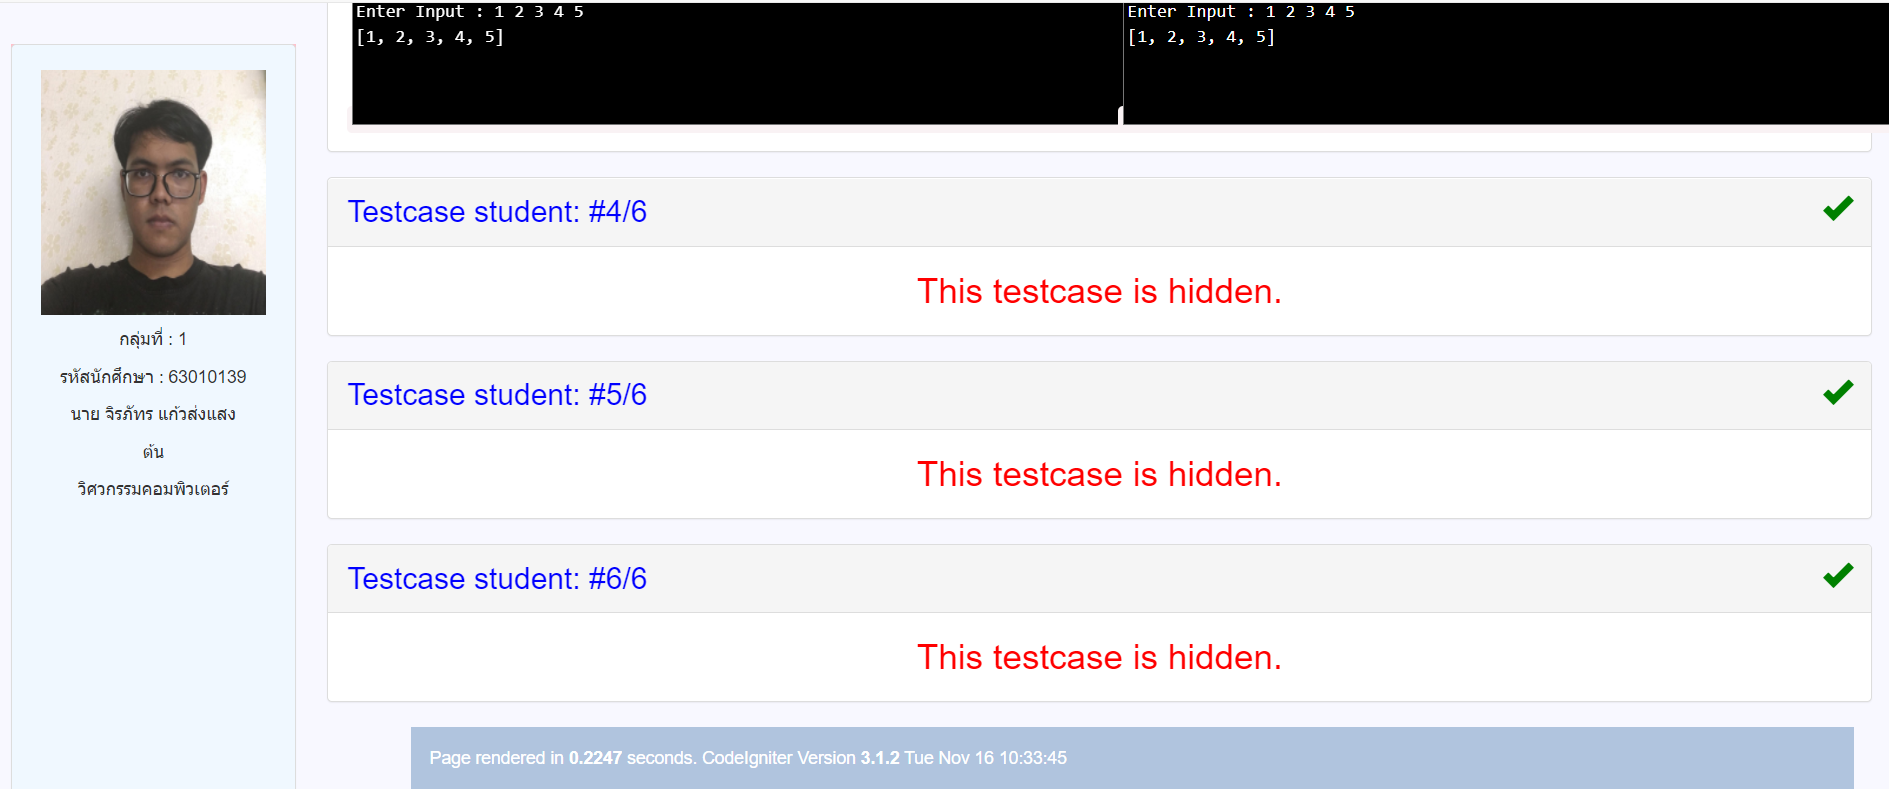 Enter Input : 1 2 3 4 5
[1, 2, 3, 4, 5]
Enter Input : 1 2 3 4 5
[1, 2, 3, 4, 5]
กลุ่มที่ : 1
รหัสนักศึกษา : 63010139
นาย จิรภัทร แก้วส่งแสง
ต้น
วิศวกรรมคอมพิวเตอร์
Testcase student: #4/6
This testcase is hidden.
Testcase student: #5/6
This testcase is hidden.
Testcase student: #6/6
This testcase is hidden.
Page rendered in 0.2247 seconds. CodeIgniter Version 3.1.2 Tue Nov 16 10:33:45